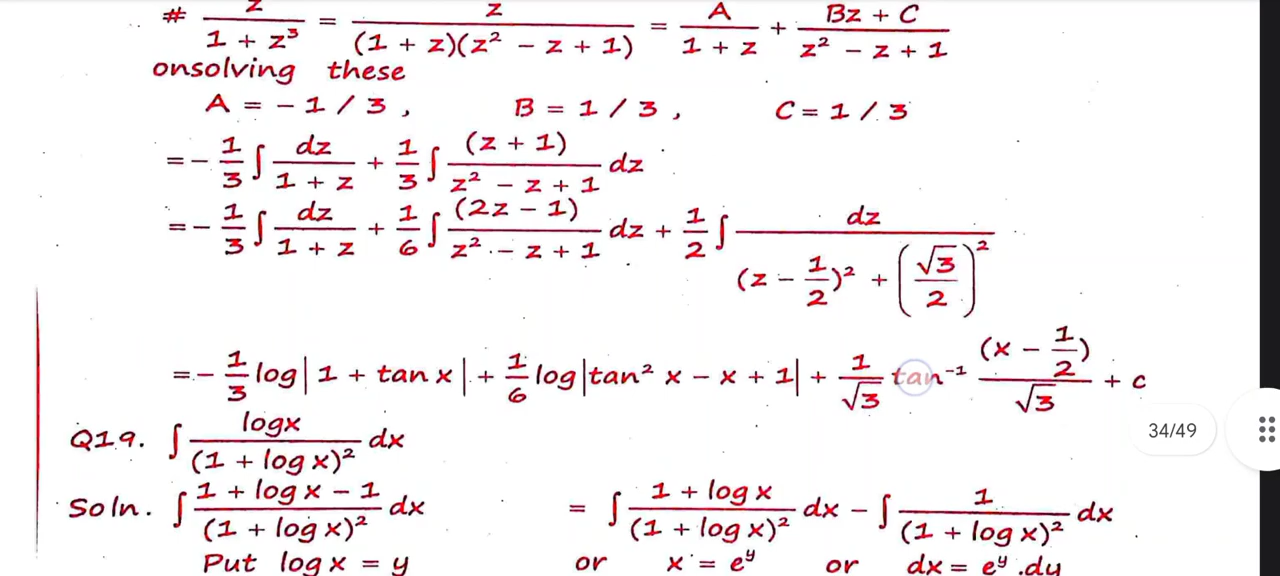 # z / (1 + z³) = z / ((1 + z)(z² - z + 1)) = A / (1 + z) + (Bz + C) / (z² - z + 1)
onsolving these
A = - 1 / 3 , B = 1 / 3 , C = 1 / 3
= - 1/3 ∫ dz / (1 + z) + 1/3 ∫ (z + 1) / (z² - z + 1) dz
= - 1/3 ∫ dz / (1 + z) + 1/6 ∫ (2z - 1) / (z² - z + 1) dz + 1/2 ∫ dz / ((z - 1/2)² + (√3/2)²)
= - 1/3 log | 1 + tan x | + 1/6 log |tan² x - x + 1| + 1/√3 tan⁻¹ (x - 1/2) / √3 + c
Q19. ∫ logx / (1 + log x)² dx
Soln. ∫ (1 + log x - 1) / (1 + log x)² dx = ∫ (1 + log x) / (1 + log x)² dx - ∫ 1 / (1 + log x)² dx
Put log x = y or x = eʸ or dx = eʸ .dy
34/49